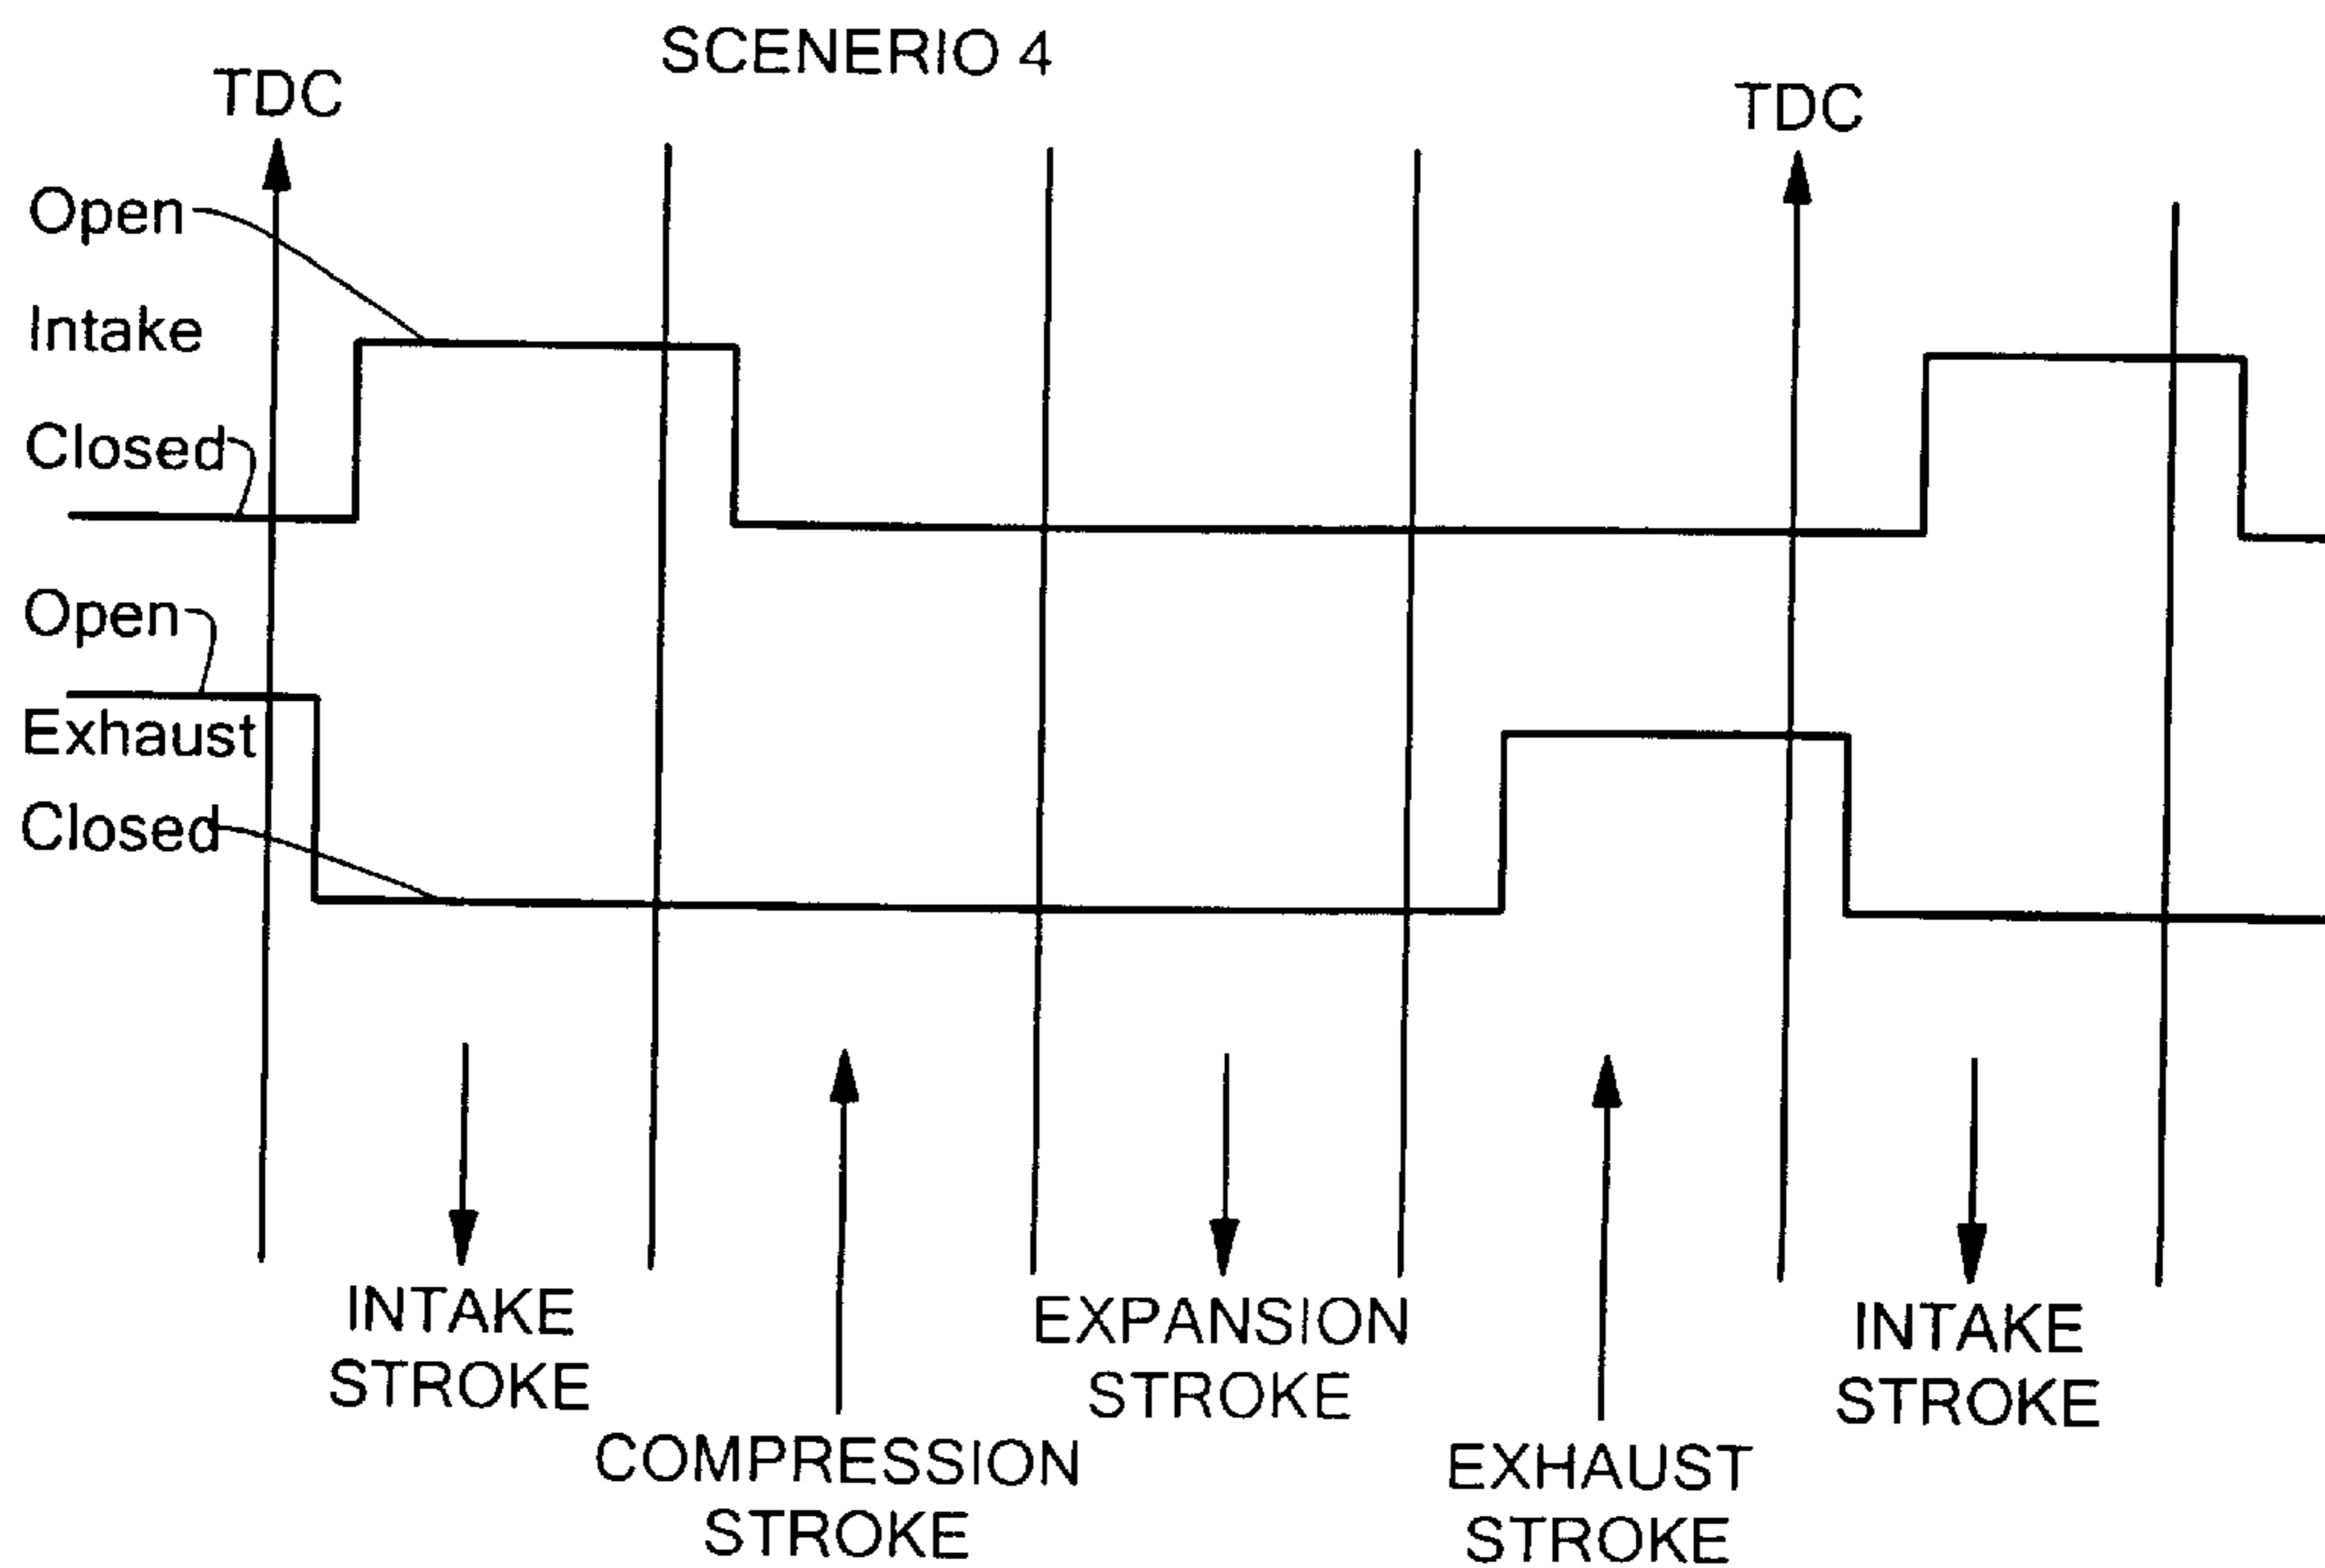 SCENERIO 4
TDC
TDC
Open
Intake
Closed
Open
Exhaust
Closed
INTAKE
STROKE
COMPRESSION
STROKE
EXPANSION
STROKE
EXHAUST
STROKE
INTAKE
STROKE